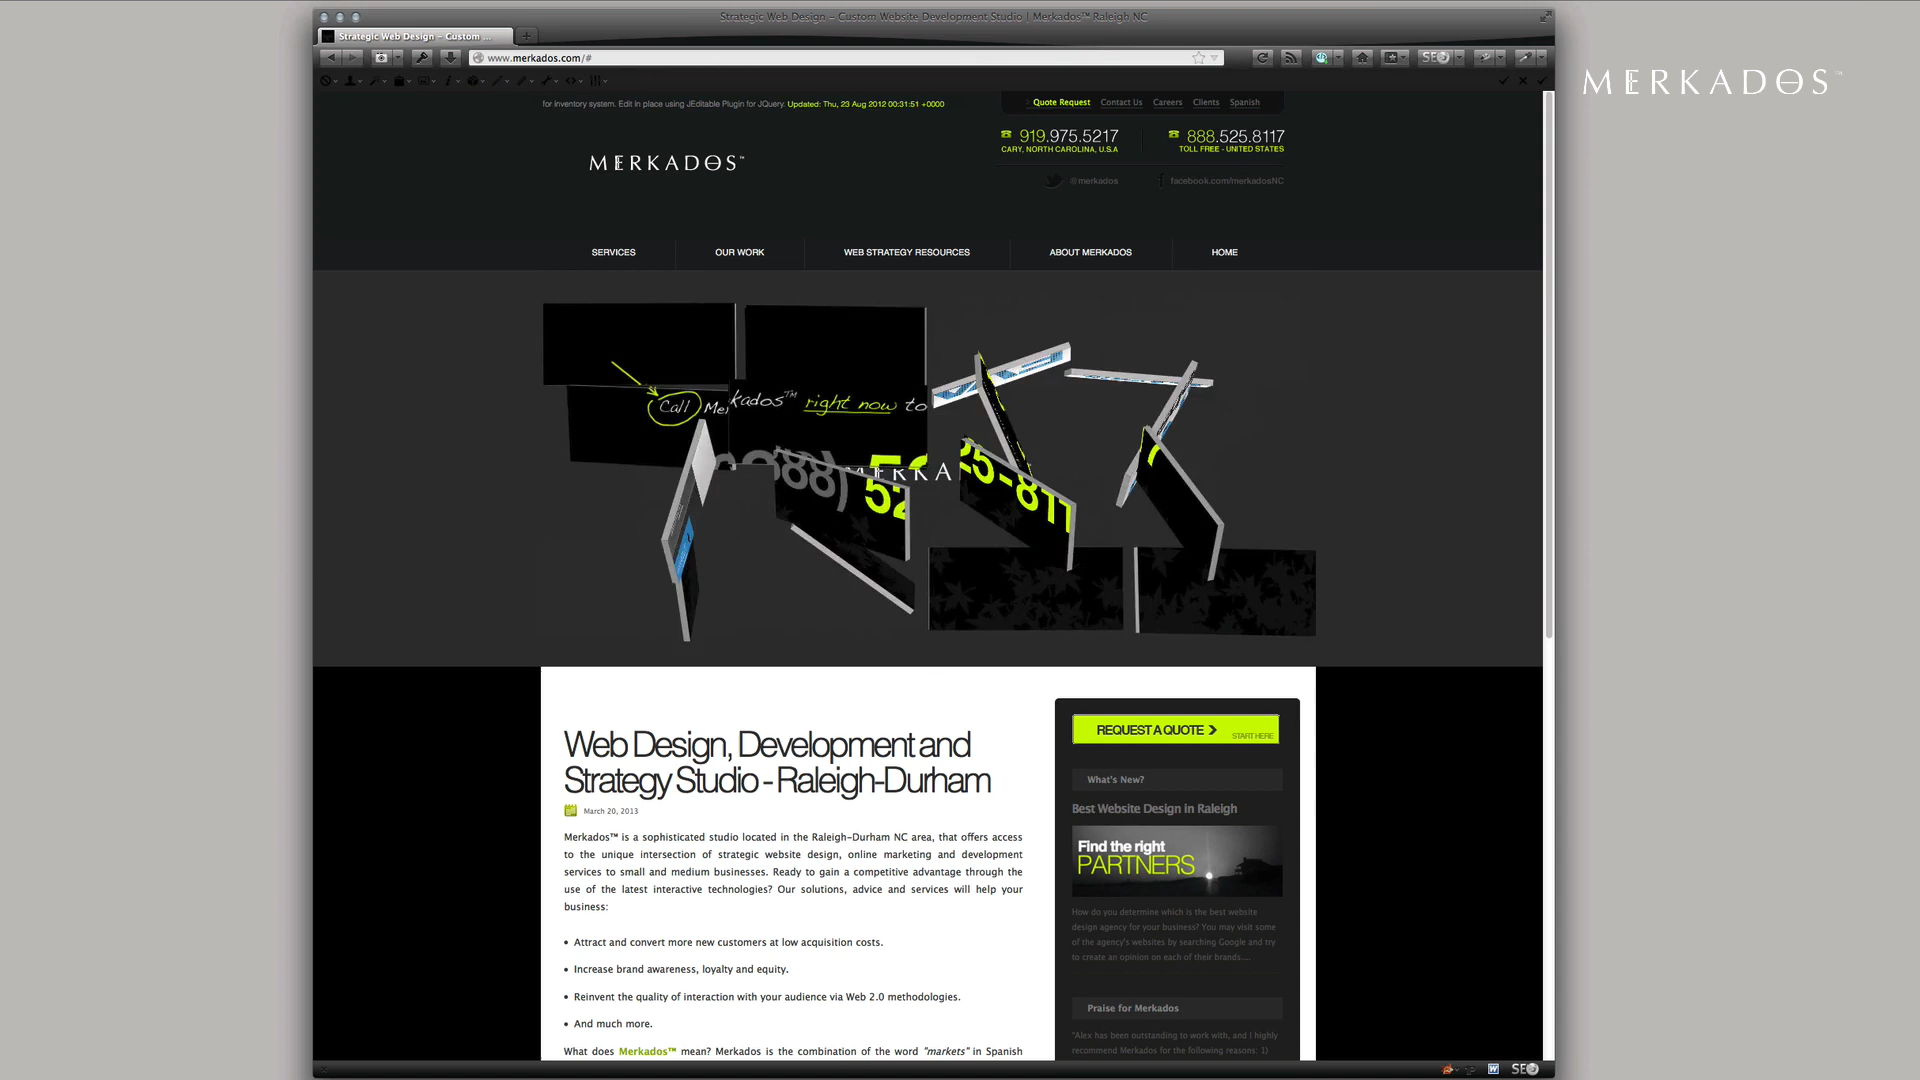 Strategic Web Design – Custom Website Development Studio | Merkados™ Raleigh NC
Strategic Web Design – Custom ...
www.merkados.com/#
SEO
MERKADOS™
for inventory system. Edit in place using JEditable Plugin for JQuery. Updated: Thu, 23 Aug 2012 00:31:51 +0000
Quote Request Contact Us Careers Clients Spanish
919.975.5217 888.525.8117
CARY, NORTH CAROLINA, U.S.A TOLL FREE - UNITED STATES
MERKADOS™
@merkados facebook.com/merkadosNC
SERVICES OUR WORK WEB STRATEGY RESOURCES ABOUT MERKADOS HOME
Call Merkados™ right now to
MERKA
Web Design, Development and
Strategy Studio - Raleigh-Durham
March 20, 2013
Merkados™ is a sophisticated studio located in the Raleigh-Durham NC area, that offers access
to the unique intersection of strategic website design, online marketing and development
services to small and medium businesses. Ready to gain a competitive advantage through the
use of the latest interactive technologies? Our solutions, advice and services will help your
business:
• Attract and convert more new customers at low acquisition costs.
• Increase brand awareness, loyalty and equity.
• Reinvent the quality of interaction with your audience via Web 2.0 methodologies.
• And much more.
What does Merkados™ mean? Merkados is the combination of the word "markets" in Spanish
REQUEST A QUOTE
START HERE
What's New?
Best Website Design in Raleigh
Find the right
PARTNERS
How do you determine which is the best website
design agency for your business? You may visit some
of the agency's websites by searching Google and try
to create an opinion on each of their brands....
Praise for Merkados
"Alex has been outstanding to work with, and I highly
recommend Merkados for the following reasons: 1)
SEO